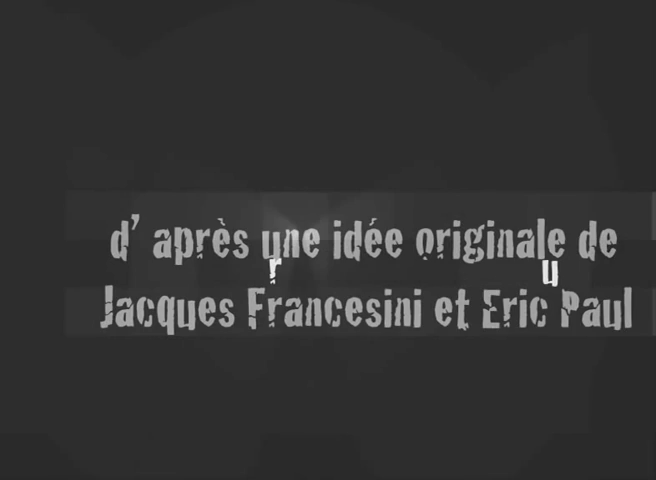 d' après une idée originale de
r u
Jacques Francesini et Eric Paul